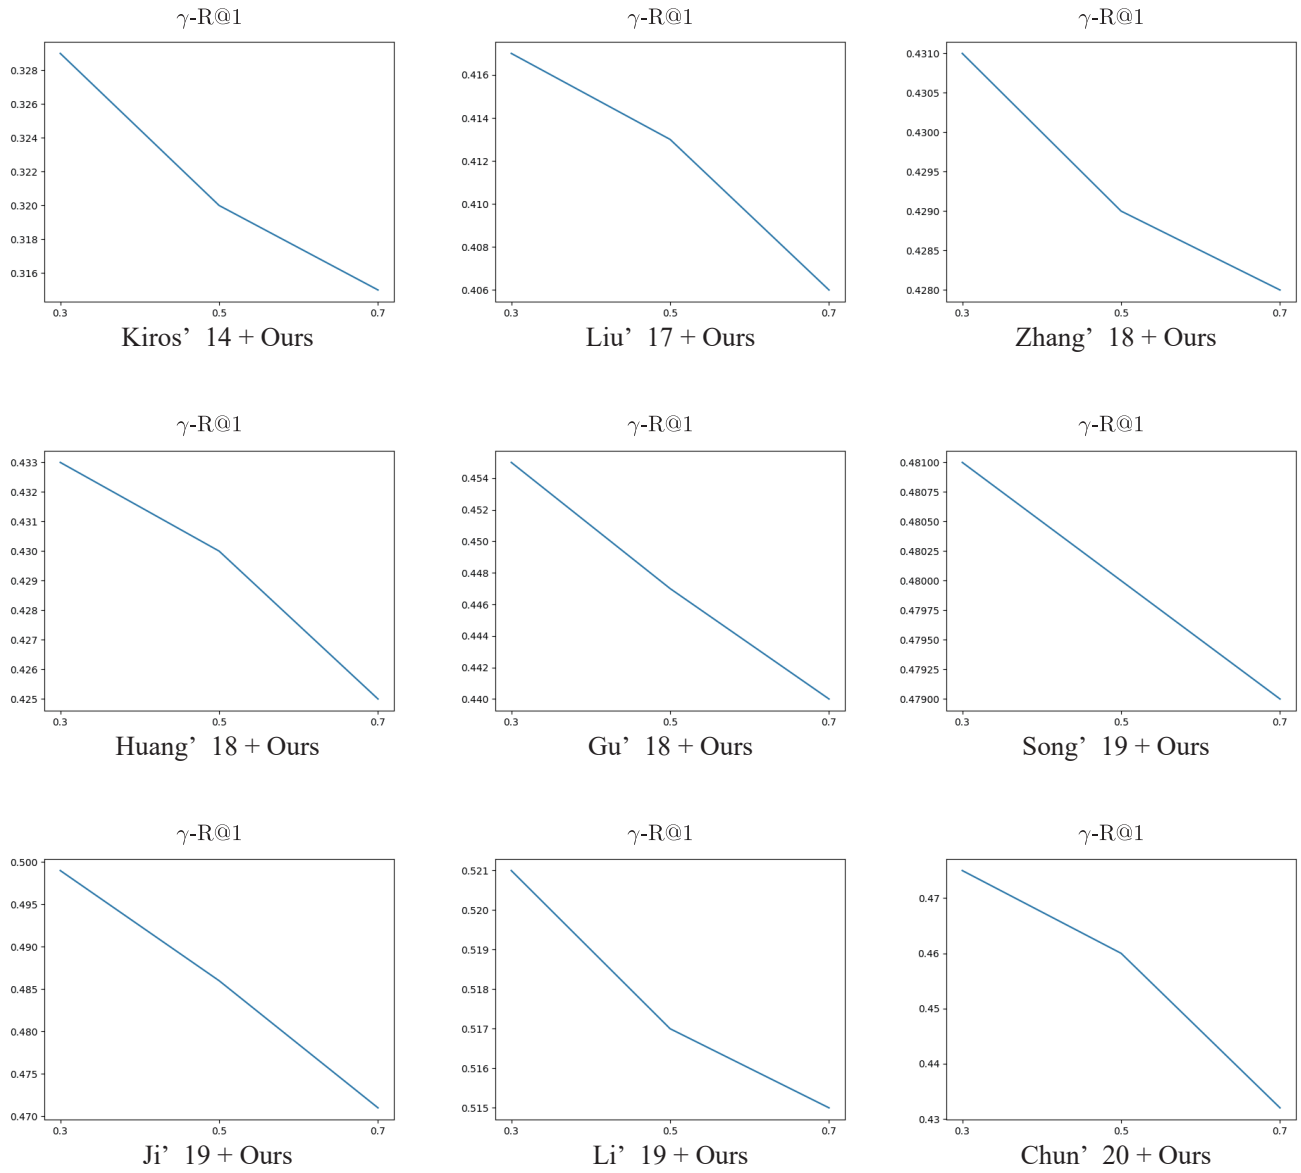 γ-R@1
0.328
0.326
0.324
0.322
0.320
0.318
0.316
0.3 0.5 0.7
Kiros’ 14 + Ours
γ-R@1
0.416
0.414
0.412
0.410
0.408
0.406
0.3 0.5 0.7
Liu’ 17 + Ours
γ-R@1
0.4310
0.4305
0.4300
0.4295
0.4290
0.4285
0.4280
0.3 0.5 0.7
Zhang’ 18 + Ours
γ-R@1
0.433
0.432
0.431
0.430
0.429
0.428
0.427
0.426
0.425
0.3 0.5 0.7
Huang’ 18 + Ours
γ-R@1
0.454
0.452
0.450
0.448
0.446
0.444
0.442
0.440
0.3 0.5 0.7
Gu’ 18 + Ours
γ-R@1
0.48100
0.48075
0.48050
0.48025
0.48000
0.47975
0.47950
0.47925
0.47900
0.3 0.5 0.7
Song’ 19 + Ours
γ-R@1
0.500
0.495
0.490
0.485
0.480
0.475
0.470
0.3 0.5 0.7
Ji’ 19 + Ours
γ-R@1
0.521
0.520
0.519
0.518
0.517
0.516
0.515
0.3 0.5 0.7
Li’ 19 + Ours
γ-R@1
0.47
0.46
0.45
0.44
0.43
0.3 0.5 0.7
Chun’ 20 + Ours